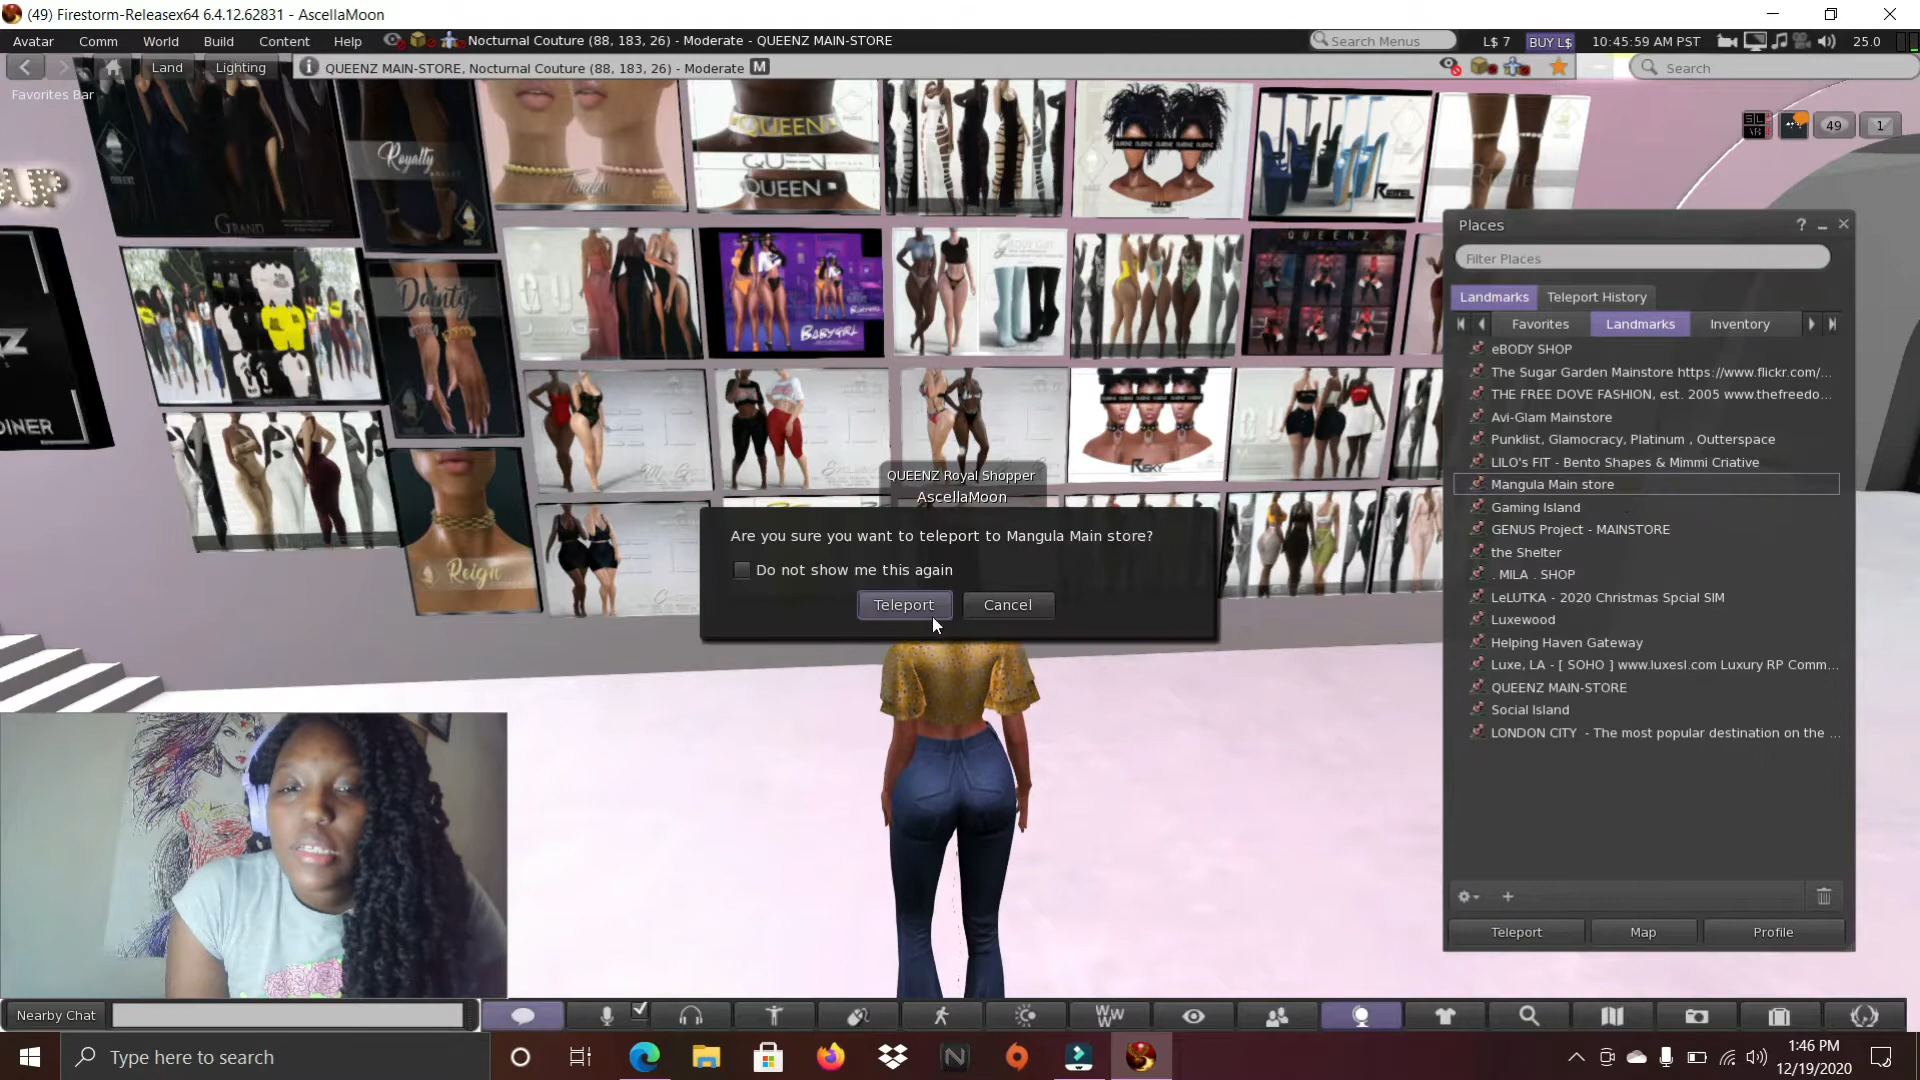 (49) Firestorm-Releasex64 6.4.12.62831 - AscellaMoon
Avatar Comm World Build Content Help Nocturnal Couture (88, 183, 26) - Moderate - QUEENZ MAIN-STORE Search Menus L$ 7 BUY L$ 10:45:59 AM PST 25.0
Land Lighting QUEENZ MAIN-STORE, Nocturnal Couture (88, 183, 26) - Moderate M Search
Favorites Bar
49 1
Royalty
QUEEN
QUEEN
GRAND
QUEENZ
Dainty
BABYGRL
DINER
RISKY
Reign
QUEENZ Royal Shopper
AscellaMoon
Are you sure you want to teleport to Mangula Main store?
Do not show me this again
Teleport Cancel
Places ?
Filter Places
Landmarks Teleport History
Favorites Landmarks Inventory
eBODY SHOP
The Sugar Garden Mainstore https://www.flickr.com/...
THE FREE DOVE FASHION, est. 2005 www.thefreedo...
Avi-Glam Mainstore
Punklist, Glamocracy, Platinum , Outterspace
LILO's FIT - Bento Shapes & Mimmi Criative
Mangula Main store
Gaming Island
GENUS Project - MAINSTORE
the Shelter
. MILA . SHOP
LeLUTKA - 2020 Christmas Spcial SIM
Luxewood
Helping Haven Gateway
Luxe, LA - [ SOHO ] www.luxesl.com Luxury RP Comm...
QUEENZ MAIN-STORE
Social Island
LONDON CITY - The most popular destination on the ...
Teleport Map Profile
Nearby Chat
Type here to search
1:46 PM
12/19/2020